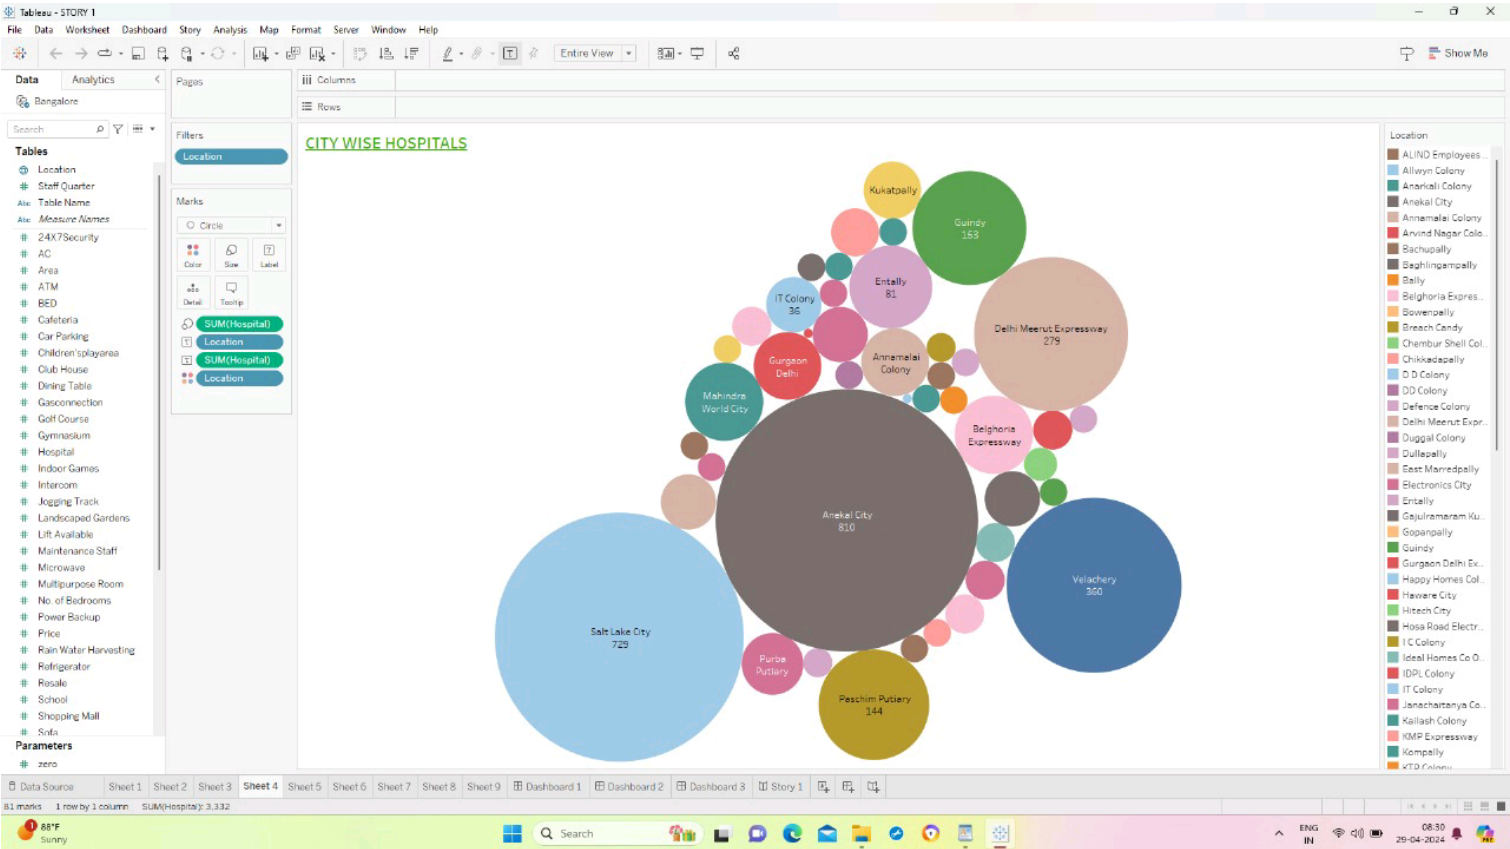 Tableau - STORY 1
File Data Worksheet Dashboard Story Analysis Map Format Server Window Help
Entire View
Show Me
Data Analytics
Bangalore
Search
Tables
Location
Staff Quarter
Abc Table Name
Abc Measure Names
24X7Security
AC
Area
ATM
BED
Cafeteria
Car Parking
Children'splayarea
Club House
Dining Table
Gasconnection
Golf Course
Gymnasium
Hospital
Indoor Games
Intercom
Jogging Track
Landscaped Gardens
Lift Available
Maintenance Staff
Microwave
Multipurpose Room
No. of Bedrooms
Power Backup
Price
Rain Water Harvesting
Refrigerator
Resale
School
Shopping Mall
Sofa
Parameters
zero
Pages
Filters
Location
Marks
Circle
Color Size Label
Detail Tooltip
SUM(Hospital)
Location
SUM(Hospital)
Location
Columns
Rows
CITY WISE HOSPITALS
Kukatpally
Guindy
153
Entally
81
IT Colony
36
Delhi Meerut Expressway
279
Gurgaon
Delhi
Annamalai
Colony
Mahindra
World City
Belghoria
Expressway
Anekal City
810
Velachery
360
Salt Lake City
729
Purba
Putiary
Paschim Putiary
144
Location
ALIND Employees ..
Allwyn Colony
Anarkali Colony
Anekal City
Annamalai Colony
Arvind Nagar Colo..
Bachupally
Baghlingampally
Bally
Belghoria Expres..
Bowenpally
Breach Candy
Chembur Shell Col..
Chikkadapally
D D Colony
DD Colony
Defence Colony
Delhi Meerut Expr..
Duggal Colony
Dullapally
East Marredpally
Electronics City
Entally
Gajulramaram Ku..
Gopanpally
Guindy
Gurgaon Delhi Ex..
Happy Homes Col..
Haware City
Hitech City
Hosa Road Electr..
I C Colony
Ideal Homes Co O..
IDPL Colony
IT Colony
Janachaitanya Co..
Kailash Colony
KMP Expressway
Kompally
KTP Colony
Data Source Sheet 1 Sheet 2 Sheet 3 Sheet 4 Sheet 5 Sheet 6 Sheet 7 Sheet 8 Sheet 9 Dashboard 1 Dashboard 2 Dashboard 3 Story 1
81 marks 1 row by 1 column SUM(Hospital): 3,332
1
88°F
Sunny
Search
ENG
IN
08:30
29-04-2024